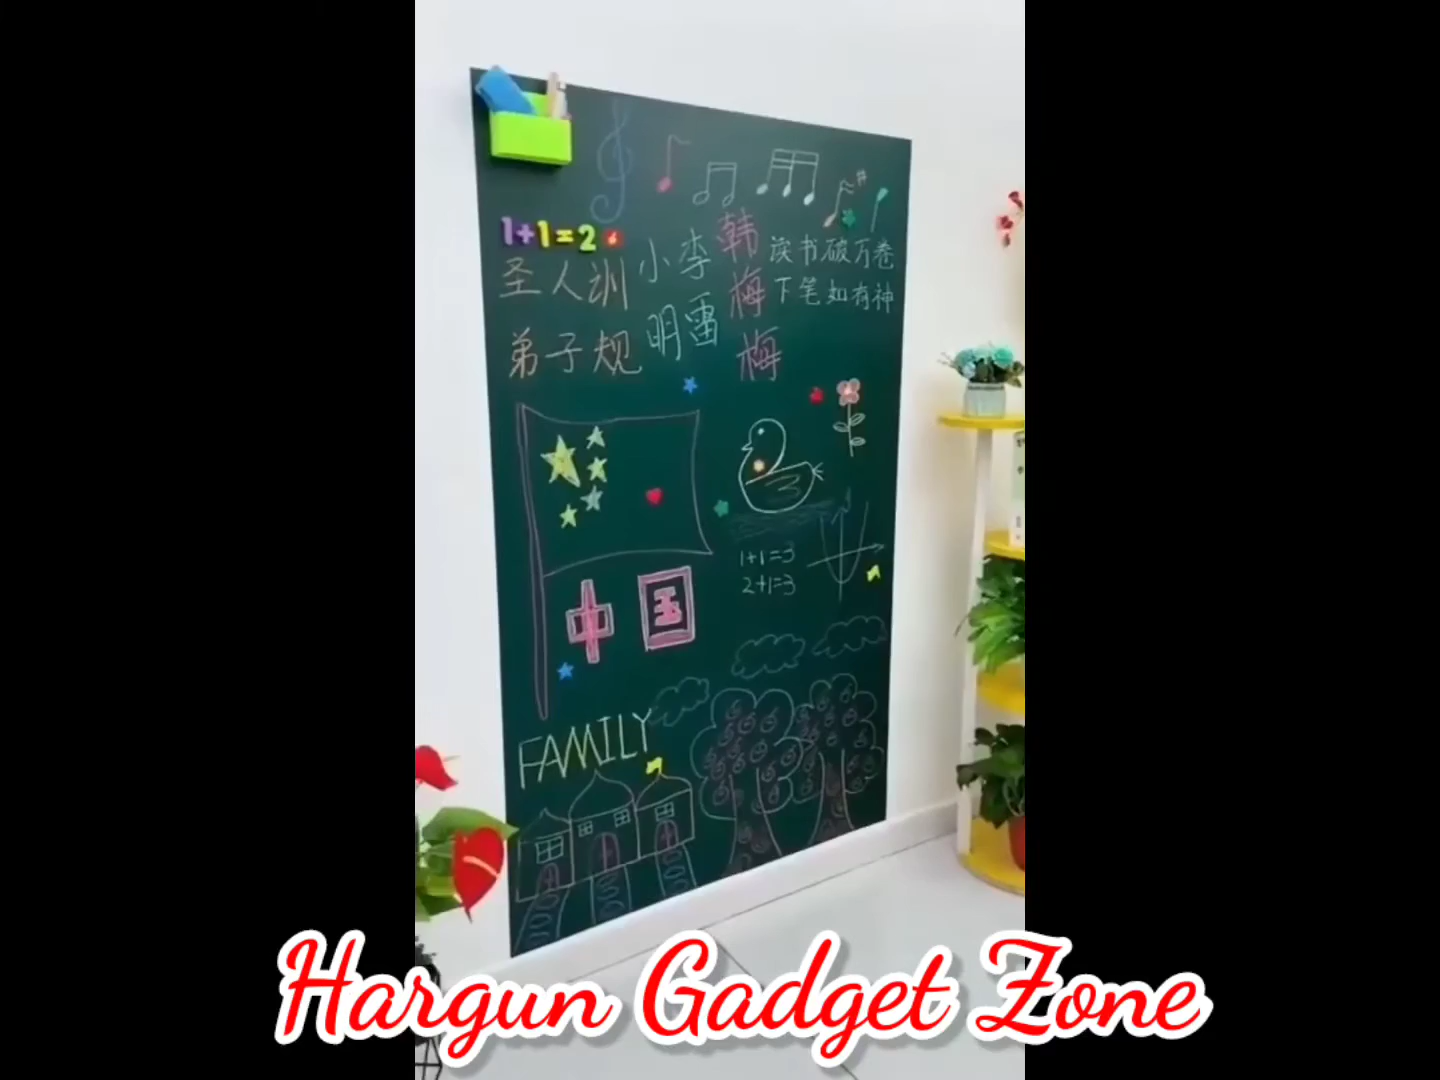 1+1=2
圣人训
弟子规
小明
李雷
韩梅梅
读书破万卷
下笔如有神
1+1=3
2+1=3
中国
FAMILY
Hargun Gadget Zone